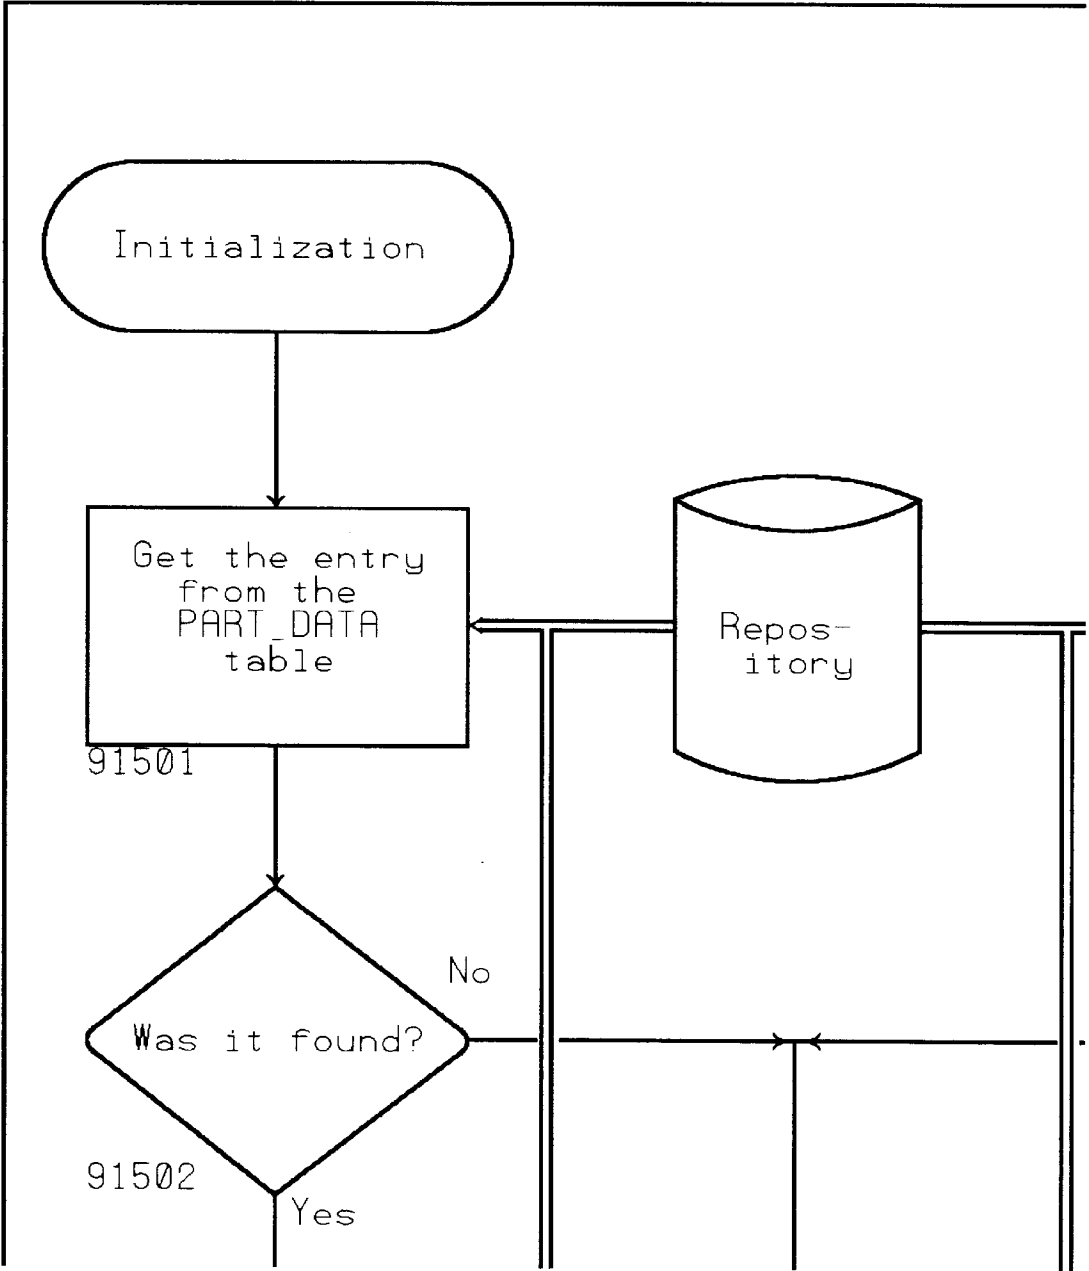 Initialization
Get the entry
from the
PART_DATA
table
91501
Repos-
itory
No
Was it found?
91502
Yes